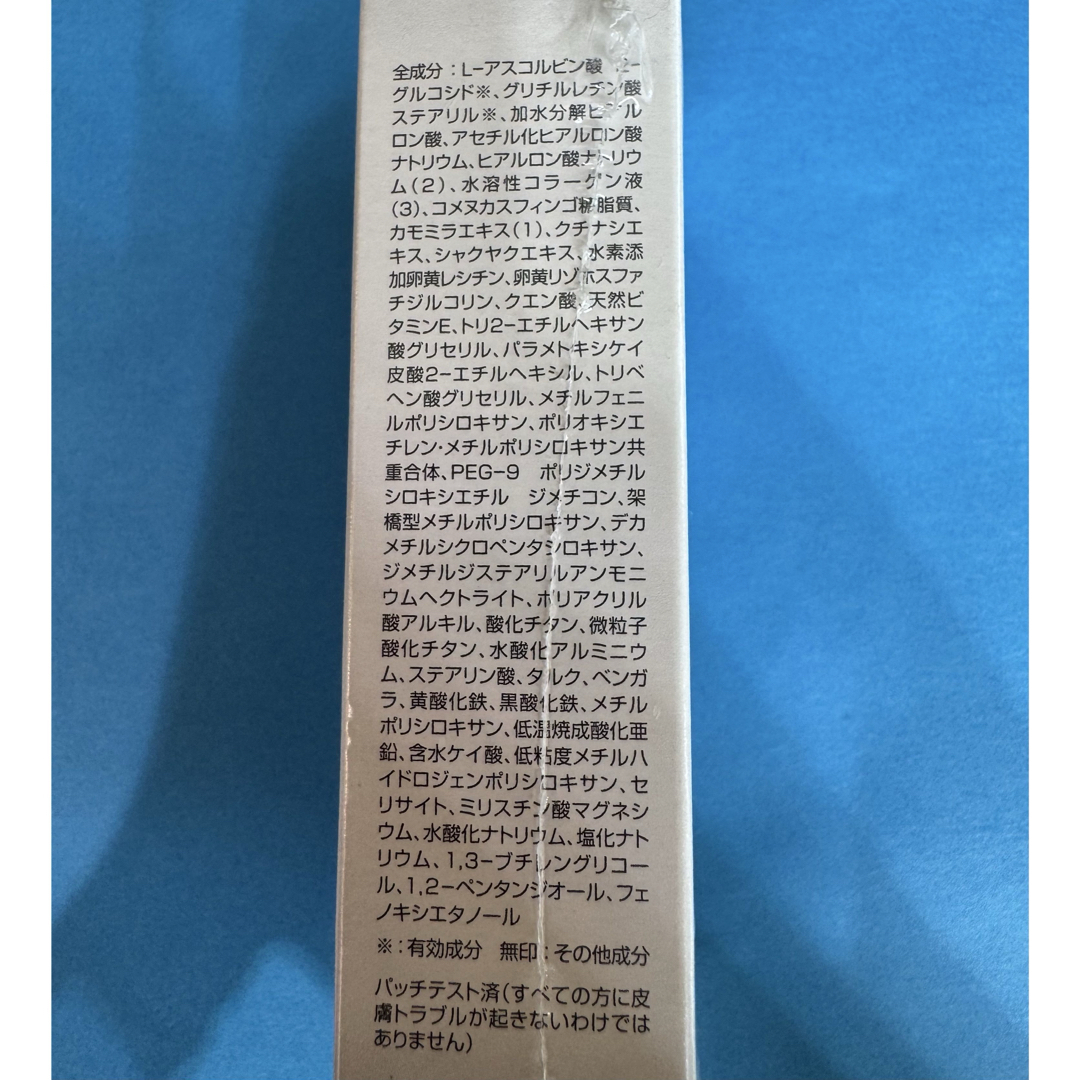 全成分：L−アスコルビン酸 2−
グルコシド※、グリチルレチン酸
ステアリル※、加水分解ヒアル
ロン酸、アセチル化ヒアルロン酸
ナトリウム、ヒアルロン酸ナトリウ
ム（2）、水溶性コラーゲン液
（3）、コメヌカスフィンゴ糖脂質、
カモミラエキス（1）、クチナシエ
キス、シャクヤクエキス、水素添
加卵黄レシチン、卵黄リゾホスファ
チジルコリン、クエン酸、天然ビ
タミンE、トリ2−エチルヘキサン
酸グリセリル、パラメトキシケイ
皮酸2−エチルヘキシル、トリベ
ヘン酸グリセリル、メチルフェニ
ルポリシロキサン、ポリオキシエ
チレン・メチルポリシロキサン共
重合体、PEG−9　ポリジメチル
シロキシエチル　ジメチコン、架
橋型メチルポリシロキサン、デカ
メチルシクロペンタシロキサン、
ジメチルジステアリルアンモニ
ウムヘクトライト、ポリアクリル
酸アルキル、酸化チタン、微粒子
酸化チタン、水酸化アルミニウ
ム、ステアリン酸、タルク、ベンガ
ラ、黄酸化鉄、黒酸化鉄、メチル
ポリシロキサン、低温焼成酸化亜
鉛、含水ケイ酸、低粘度メチルハ
イドロジェンポリシロキサン、セ
リサイト、ミリスチン酸マグネシ
ウム、水酸化ナトリウム、塩化ナト
リウム、1,3−ブチレングリコー
ル、1,2−ペンタンジオール、フェ
ノキシエタノール
※：有効成分　無印：その他成分
パッチテスト済（すべての方に皮
膚トラブルが起きないわけでは
ありません）